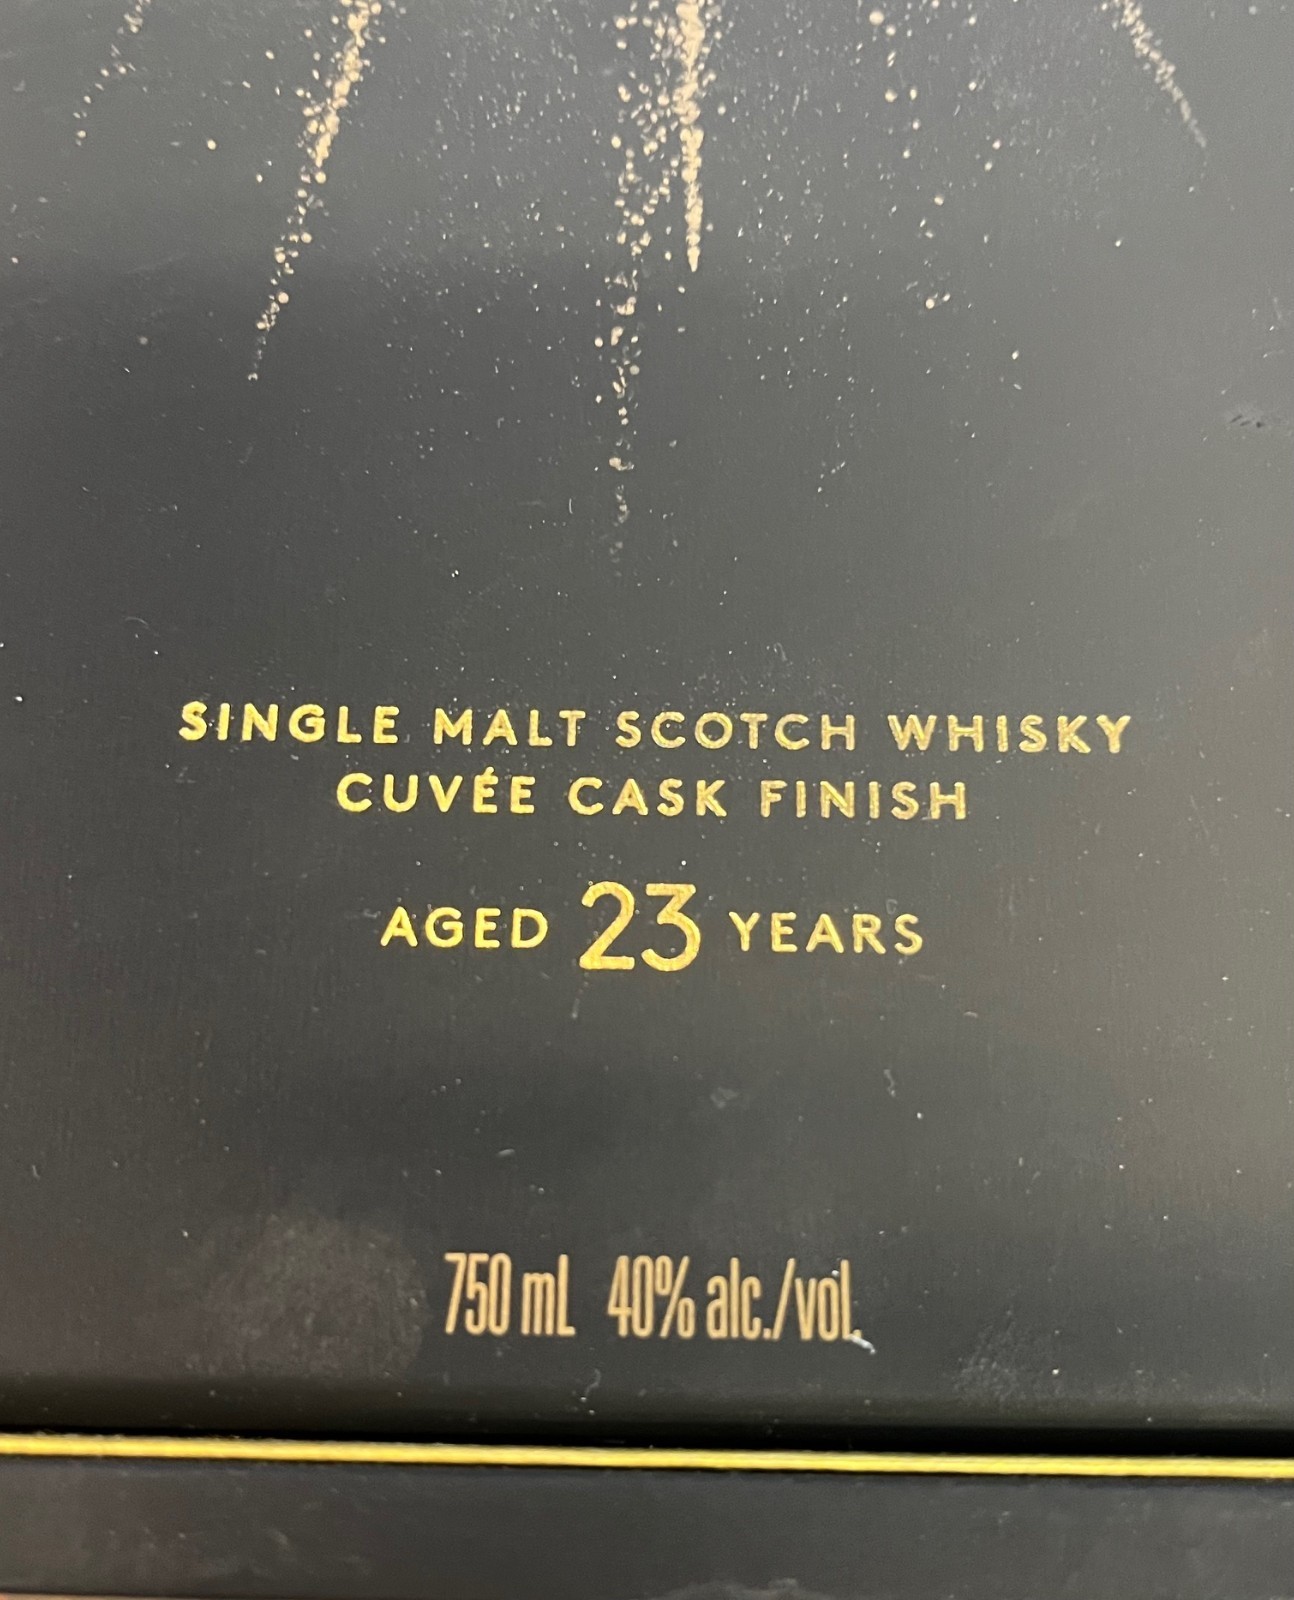 SINGLE MALT SCOTCH WHISKY
CUVÉE CASK FINISH
AGED 23 YEARS
750 mL 40% alc./vol.